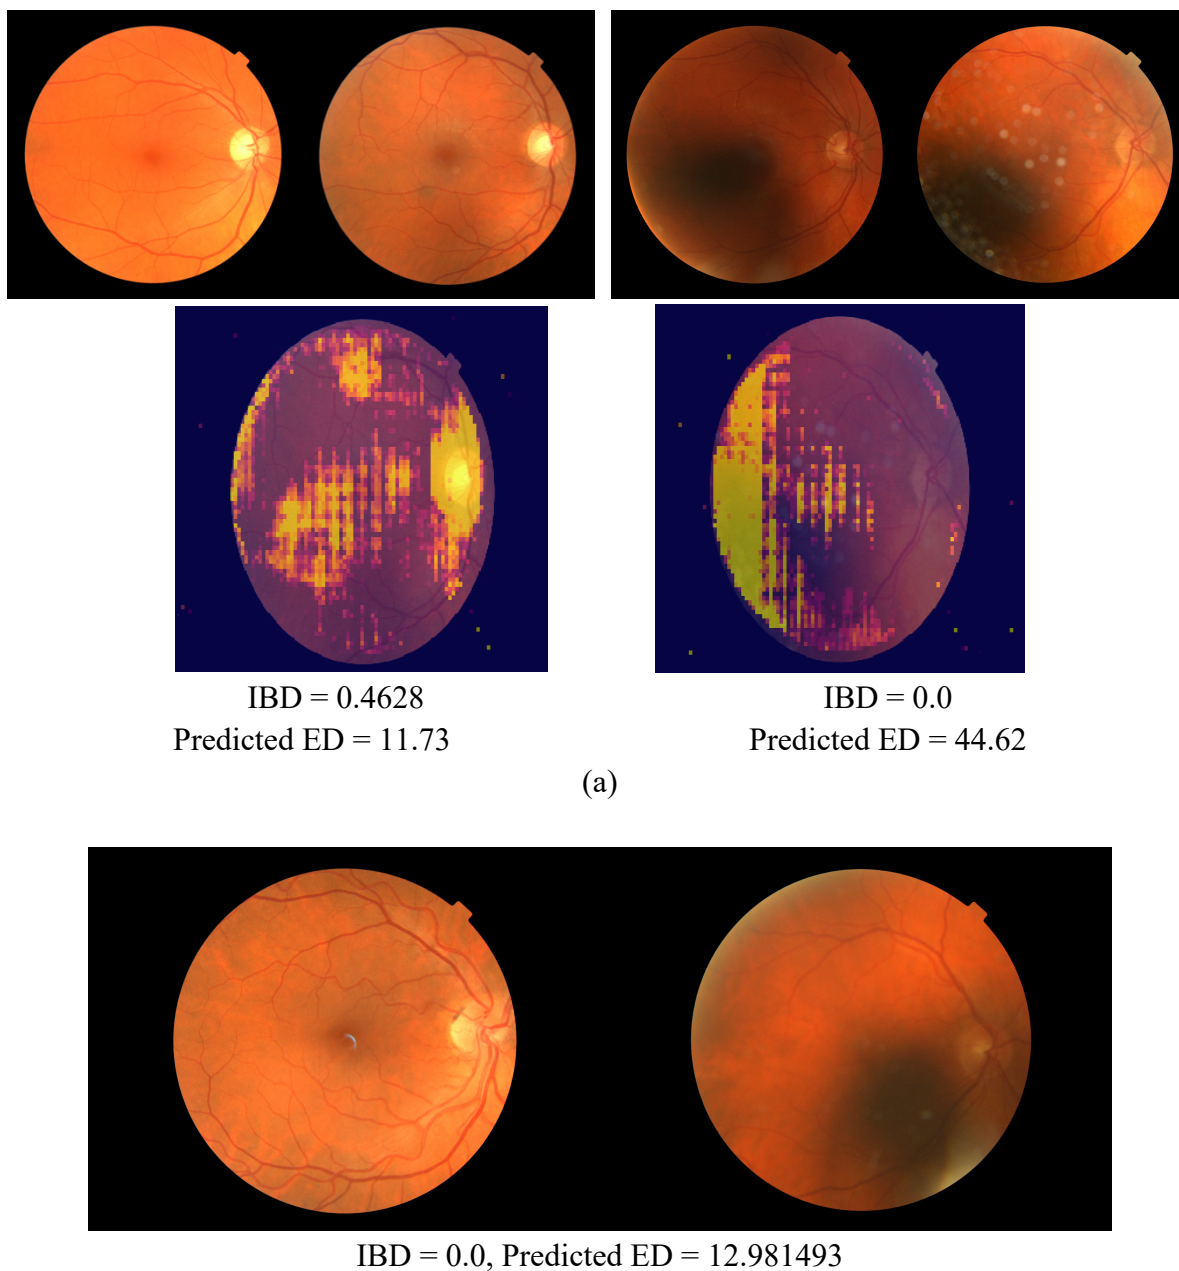 IBD = 0.4628
Predicted ED = 11.73
IBD = 0.0
Predicted ED = 44.62
(a)
IBD = 0.0, Predicted ED = 12.981493